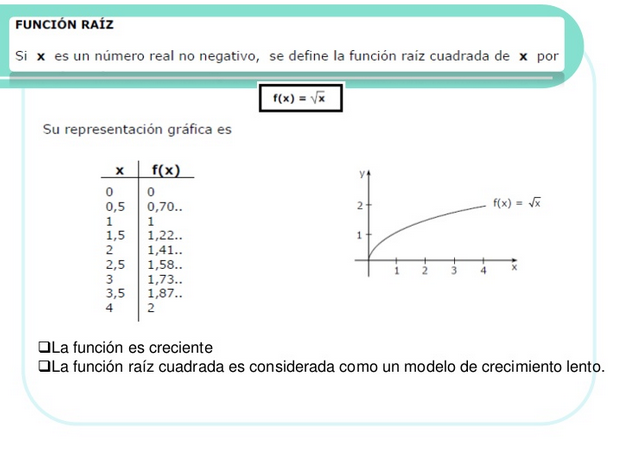 FUNCIÓN RAÍZ
Si x es un número real no negativo, se define la función raíz cuadrada de x por
f(x) = √x
Su representación gráfica es
x f(x)
0 0
0,5 0,70..
1 1
1,5 1,22..
2 1,41..
2,5 1,58..
3 1,73..
3,5 1,87..
4 2
y
2
1
f(x) = √x
1 2 3 4 x
❑La función es creciente
❑La función raíz cuadrada es considerada como un modelo de crecimiento lento.